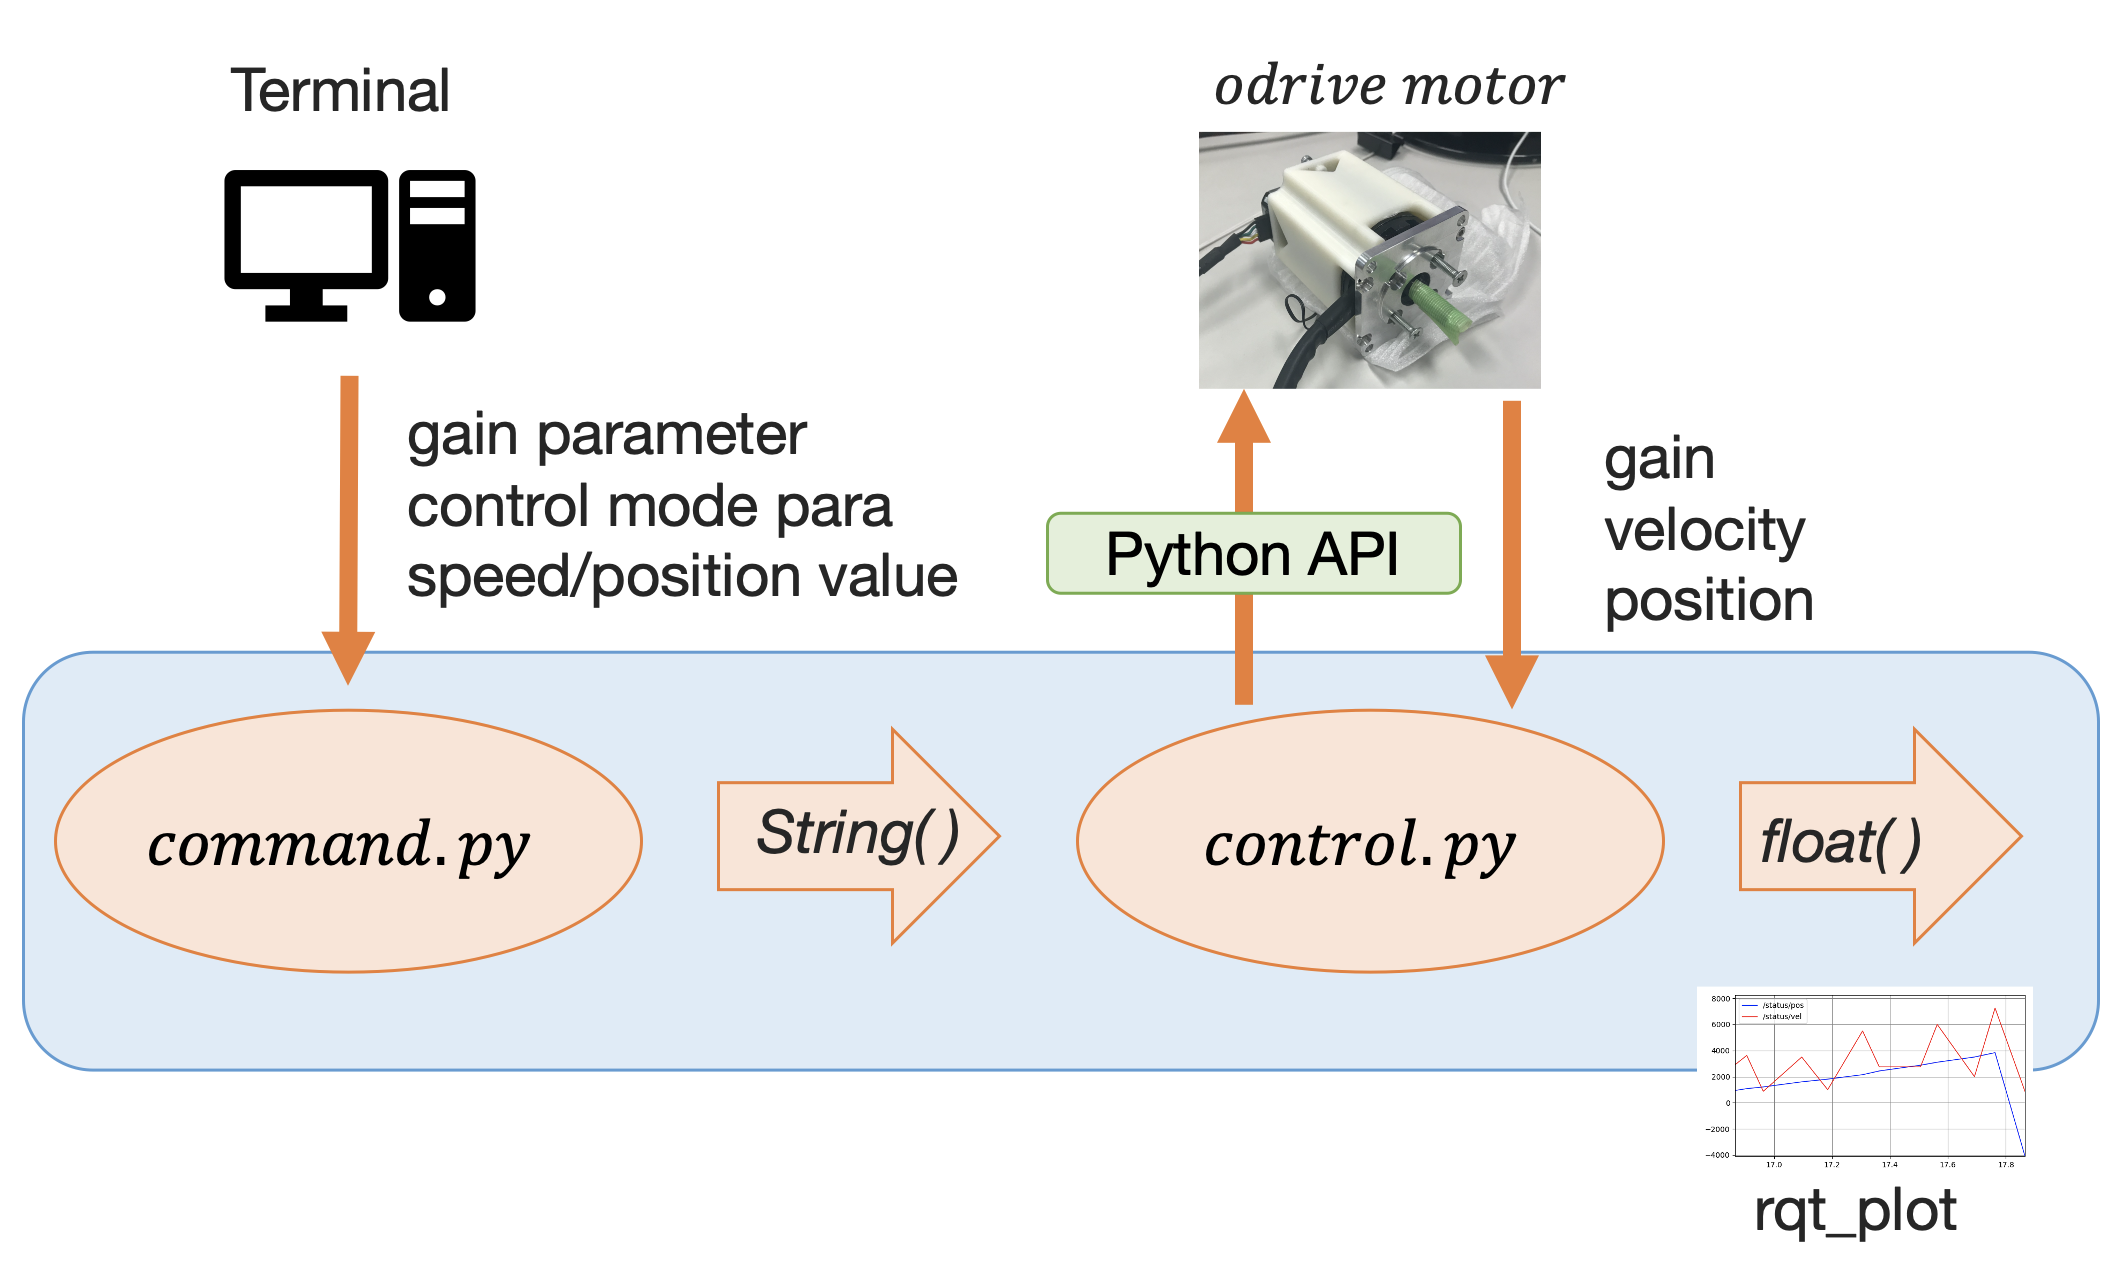 Terminal
odrive motor
gain parameter
control mode para
speed/position value
Python API
gain
velocity
position
command.py
String( )
control.py
float( )
8000
6000
4000
2000
0
−2000
−4000
/status/pos
/status/vel
17.0
17.2
17.4
17.6
17.8
rqt_plot